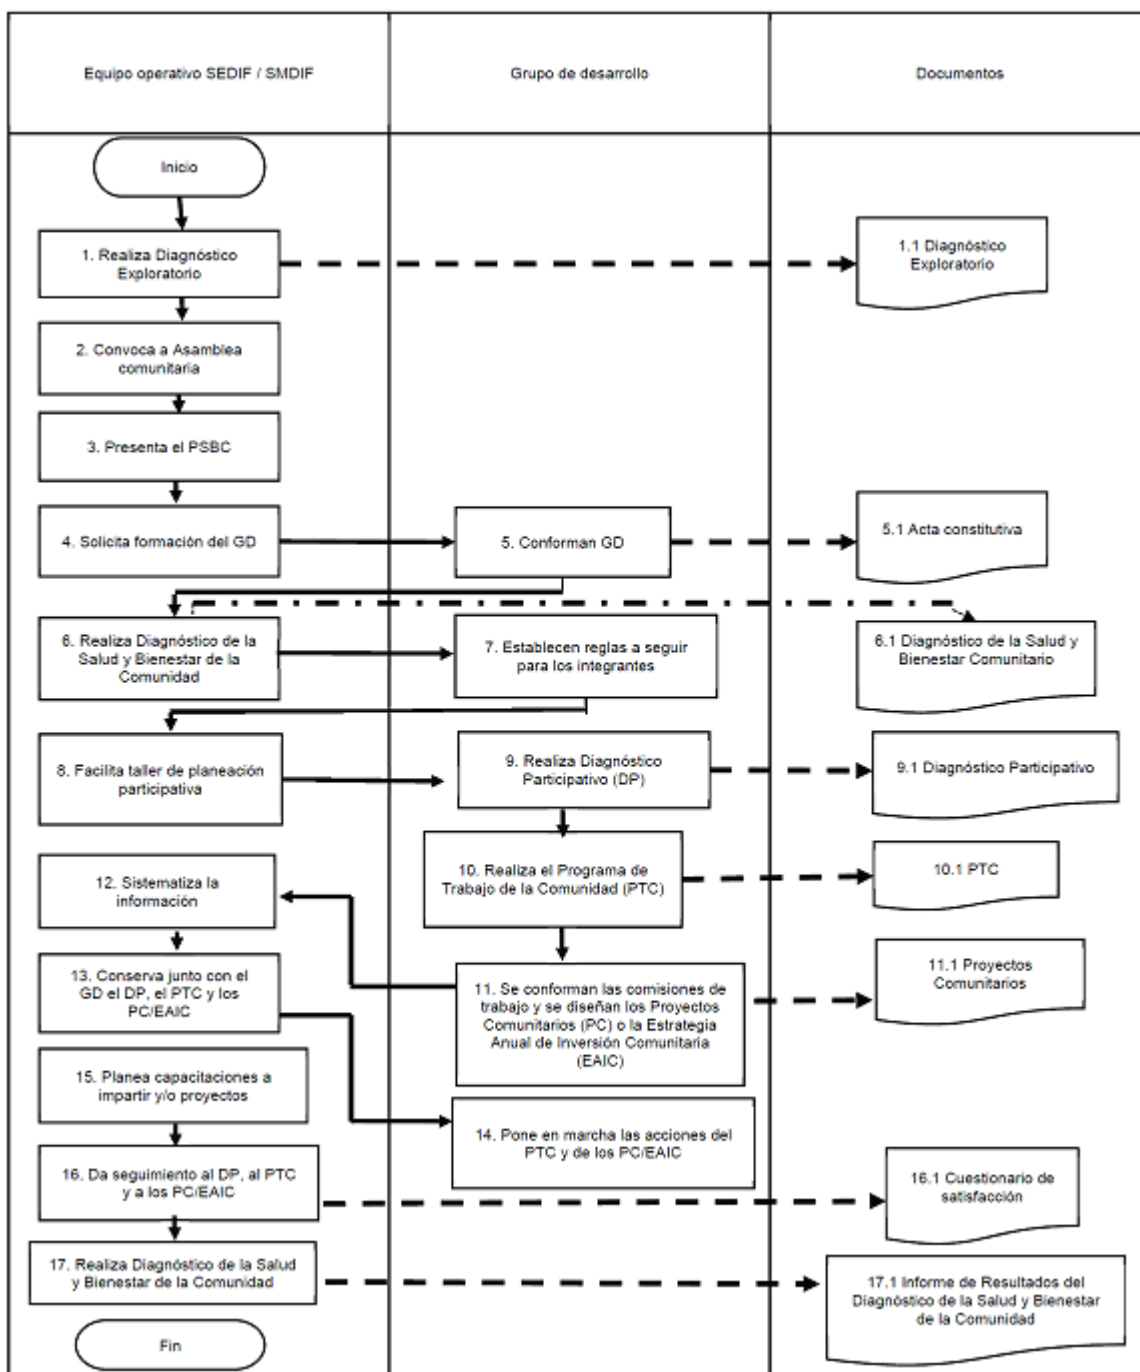 Equipo operativo SEDIF / SMDIF
Grupo de desarrollo
Documentos
Inicio
1. Realiza Diagnóstico
Exploratorio
1.1 Diagnóstico
Exploratorio
2. Convoca a Asamblea
comunitaria
3. Presenta el PSBC
4. Solicita formación del GD
5. Conforman GD
5.1 Acta constitutiva
6. Realiza Diagnóstico de la
Salud y Bienestar de la
Comunidad
7. Establecen reglas a seguir
para los integrantes
6.1 Diagnóstico de la Salud y
Bienestar Comunitario
8. Facilita taller de planeación
participativa
9. Realiza Diagnóstico
Participativo (DP)
9.1 Diagnóstico Participativo
10. Realiza el Programa de
Trabajo de la Comunidad (PTC)
10.1 PTC
12. Sistematiza la
información
11. Se conforman las comisiones de
trabajo y se diseñan los Proyectos
Comunitarios (PC) o la Estrategia
Anual de Inversión Comunitaria
(EAIC)
11.1 Proyectos
Comunitarios
13. Conserva junto con el
GD el DP, el PTC y los
PC/EAIC
14. Pone en marcha las acciones del
PTC y de los PC/EAIC
15. Planea capacitaciones a
impartir y/o proyectos
16. Da seguimiento al DP, al PTC
y a los PC/EAIC
16.1 Cuestionario de
satisfacción
17. Realiza Diagnóstico de la Salud
y Bienestar de la Comunidad
17.1 Informe de Resultados del
Diagnóstico de la Salud y Bienestar
de la Comunidad
Fin